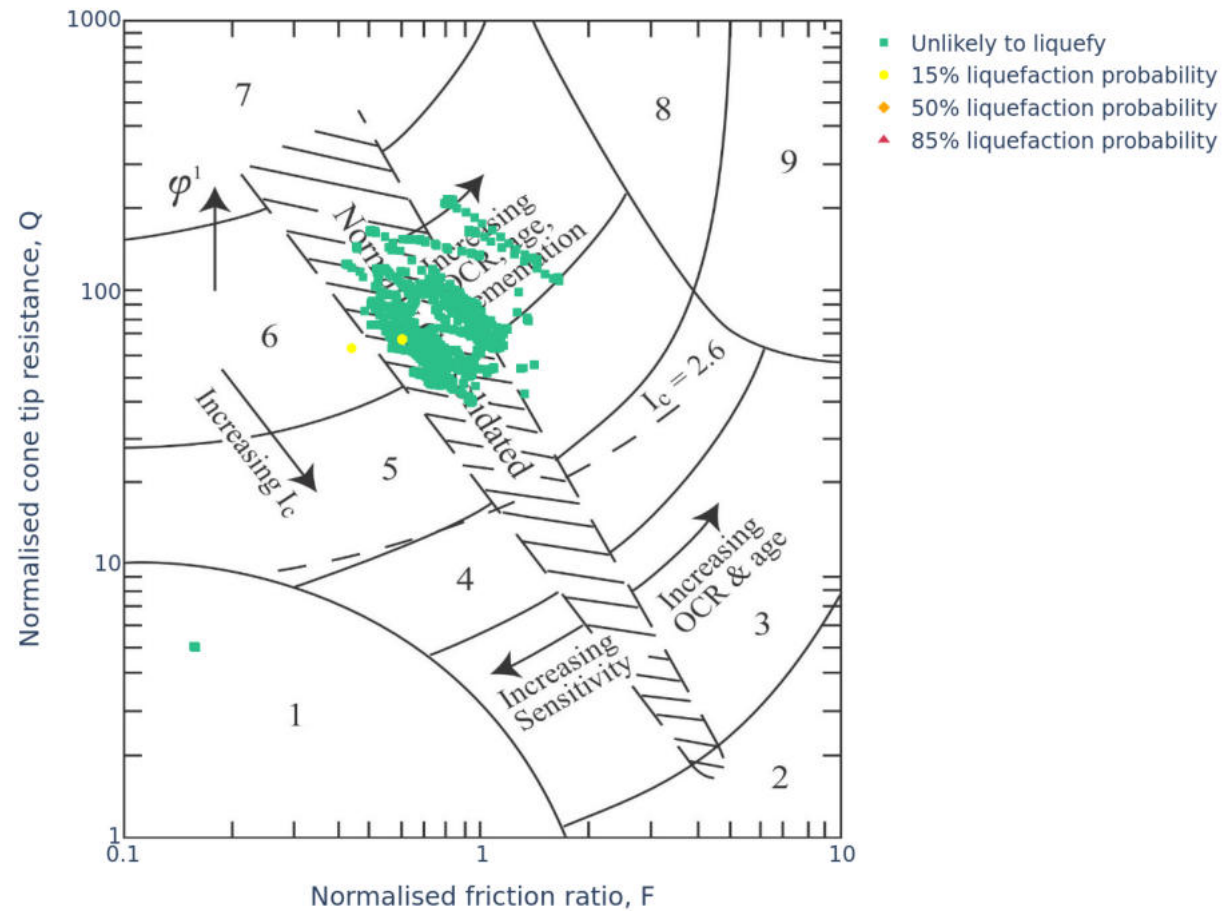 1000
100
10
1
0.1
1
10
Normalised cone tip resistance, Q
Normalised friction ratio, F
Unlikely to liquefy
15% liquefaction probability
50% liquefaction probability
85% liquefaction probability
7
8
9
φ¹
Increasing
OCR, age,
ementation
6
Increasing Ic
5
Ic = 2.6
4
Increasing
OCR & age
3
Increasing
Sensitivity
1
2